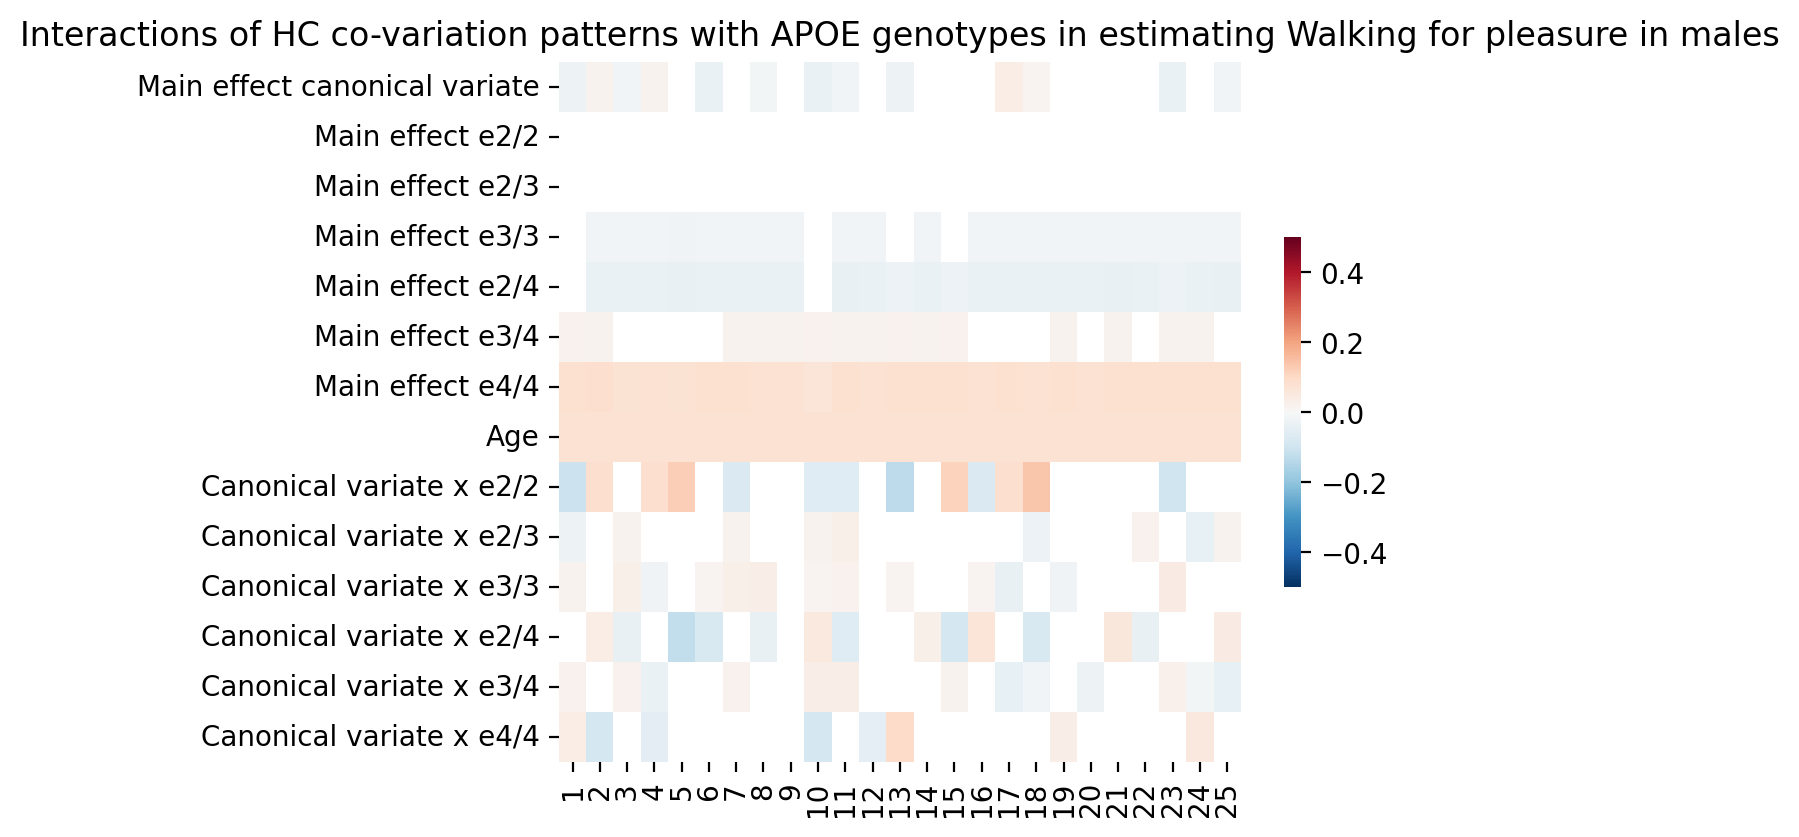 Interactions of HC co-variation patterns with APOE genotypes in estimating Walking for pleasure in males
Main effect canonical variate
Main effect e2/2
Main effect e2/3
Main effect e3/3
Main effect e2/4
Main effect e3/4
Main effect e4/4
Age
Canonical variate x e2/2
Canonical variate x e2/3
Canonical variate x e3/3
Canonical variate x e2/4
Canonical variate x e3/4
Canonical variate x e4/4
1 2 3 4 5 6 7 8 9 10 11 12 13 14 15 16 17 18 19 20 21 22 23 24 25
0.4
0.2
0.0
−0.2
−0.4